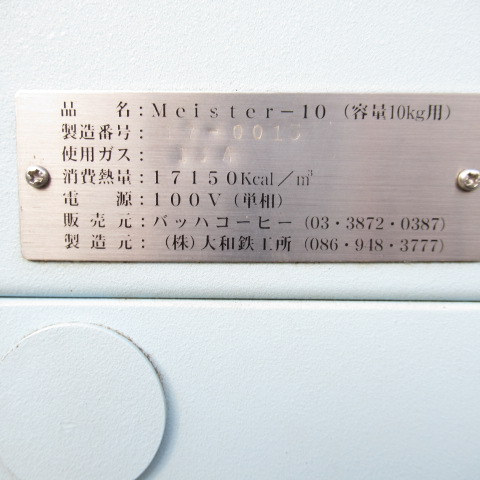 品　名：Meister－10（容量10kg用）
製造番号：
使用ガス：
消費熱量：17150Kcal／m³
電　源：100V（単相）
販売元：バッハコーヒー（03・3872・0387）
製造元：（株）大和鉄工所（086・948・3777）